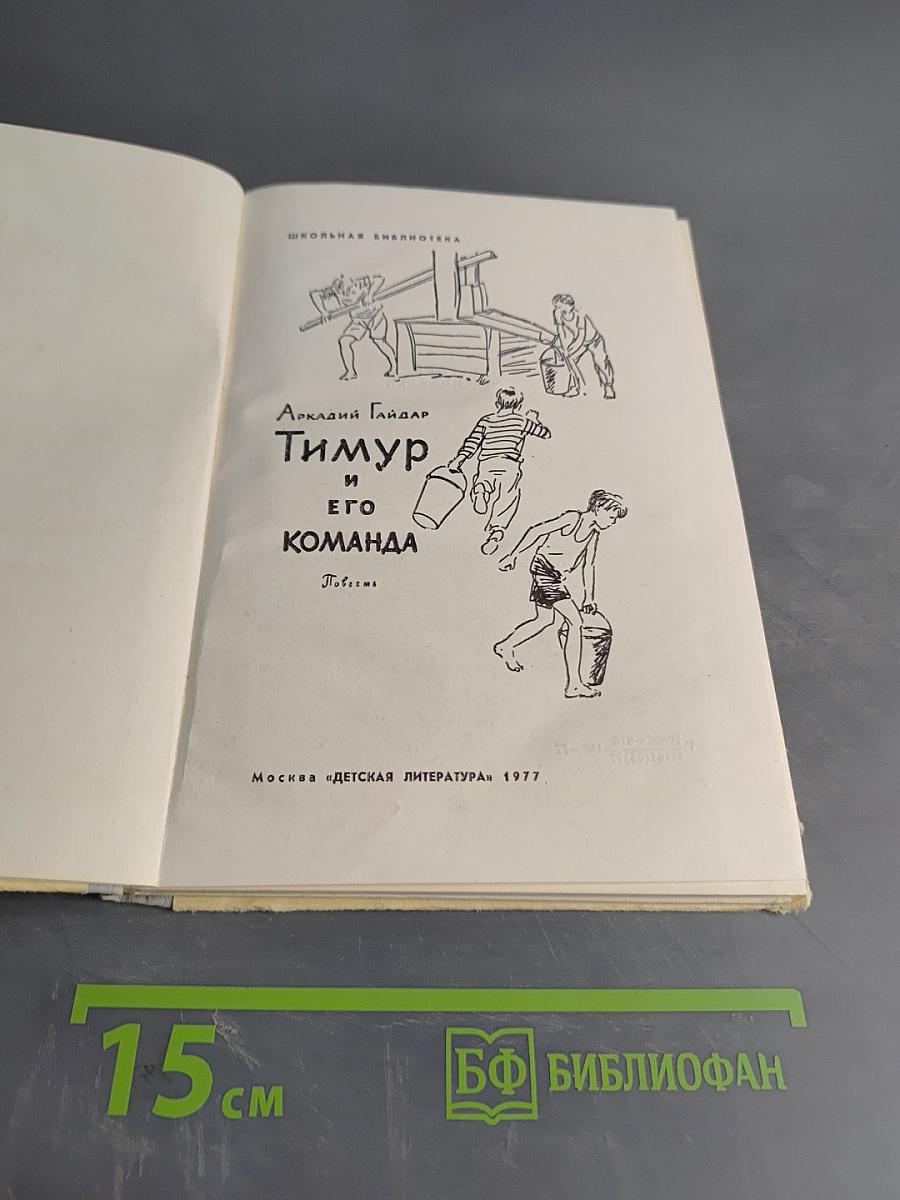 ШКОЛЬНАЯ БИБЛИОТЕКА
Аркадий Гайдар
Тимур
и
его
команда
Повесть
Москва «ДЕТСКАЯ ЛИТЕРАТУРА» 1977
15 см
БФ БИБЛИОФАН